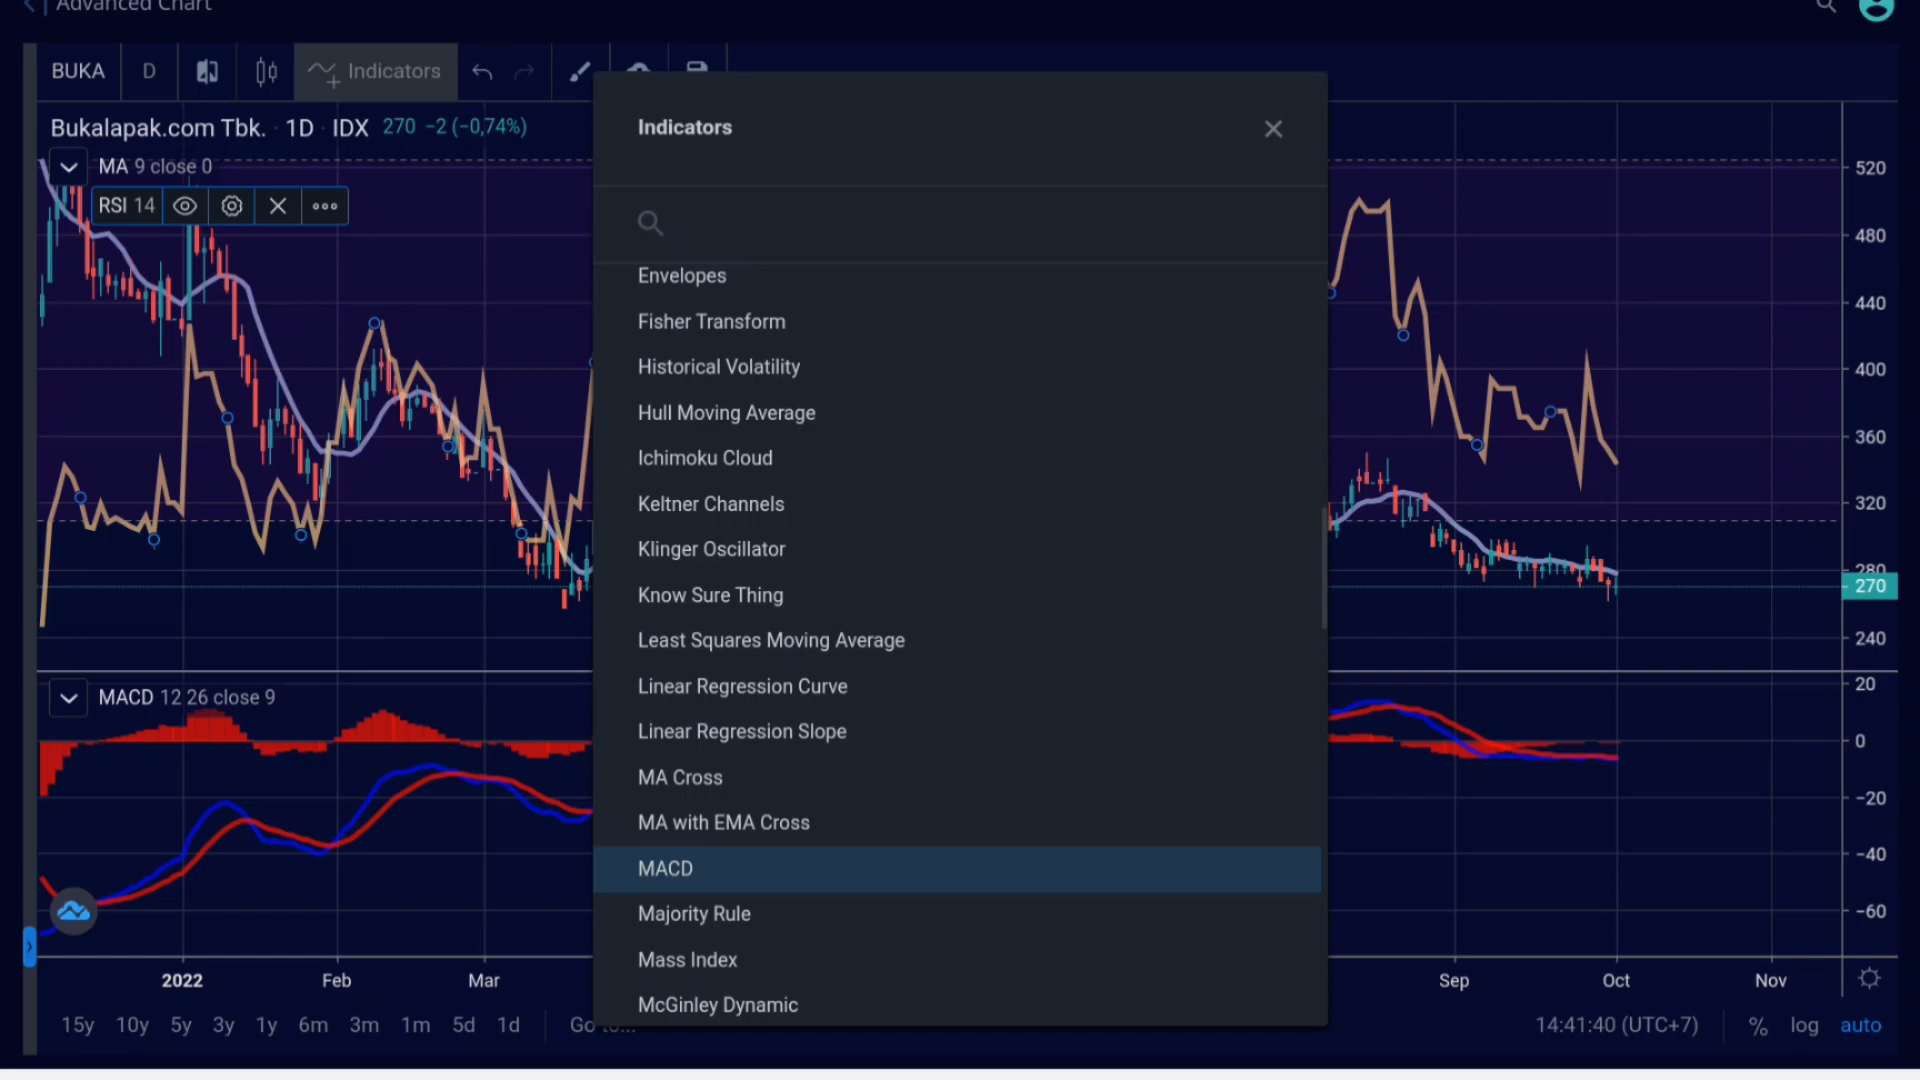 Advanced Chart
BUKA D Indicators
Bukalapak.com Tbk. · 1D · IDX 270 −2 (−0,74%)
MA 9 close 0
RSI 14
Indicators
Envelopes
Fisher Transform
Historical Volatility
Hull Moving Average
Ichimoku Cloud
Keltner Channels
Klinger Oscillator
Know Sure Thing
Least Squares Moving Average
Linear Regression Curve
Linear Regression Slope
MA Cross
MA with EMA Cross
MACD
Majority Rule
Mass Index
McGinley Dynamic
520
480
440
400
360
320
280
270
240
MACD 12 26 close 9
20
0
−20
−40
−60
2022 Feb Mar Sep Oct Nov
15y 10y 5y 3y 1y 6m 3m 1m 5d 1d Go to... 14:41:40 (UTC+7) % log auto